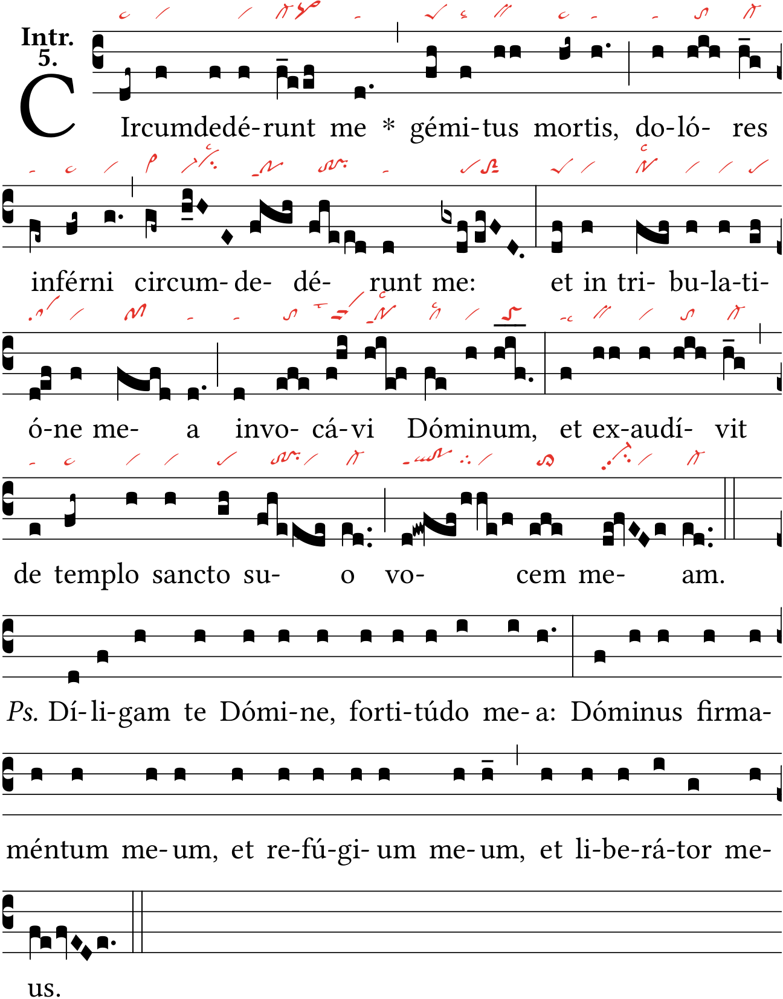 Intr.
5.
CIrcumdedé-runt me * gémi-tus mortis, do-ló- res
inférni circum-de- dé- runt me: et in tri- bu-la-ti-
ó-ne me- a invo- cá-vi Dóminum, et ex-audí- vit
de templo sancto su- o vo- cem me- am.
Ps. Dí-li-gam te Dómi-ne, forti-túdo me- a: Dóminus firma-
méntum me-um, et re-fú-gi-um me-um, et li-be-rá-tor me-
us.